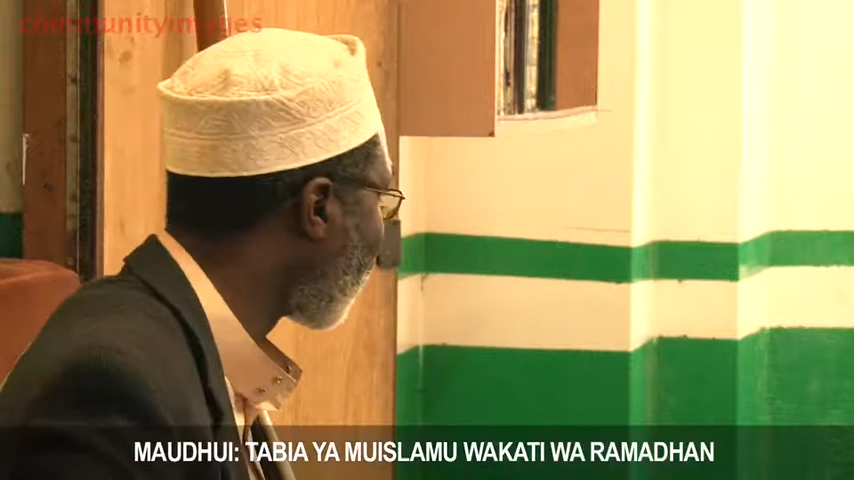 communityimages
MAUDHUI: TABIA YA MUISLAMU WAKATI WA RAMADHAN